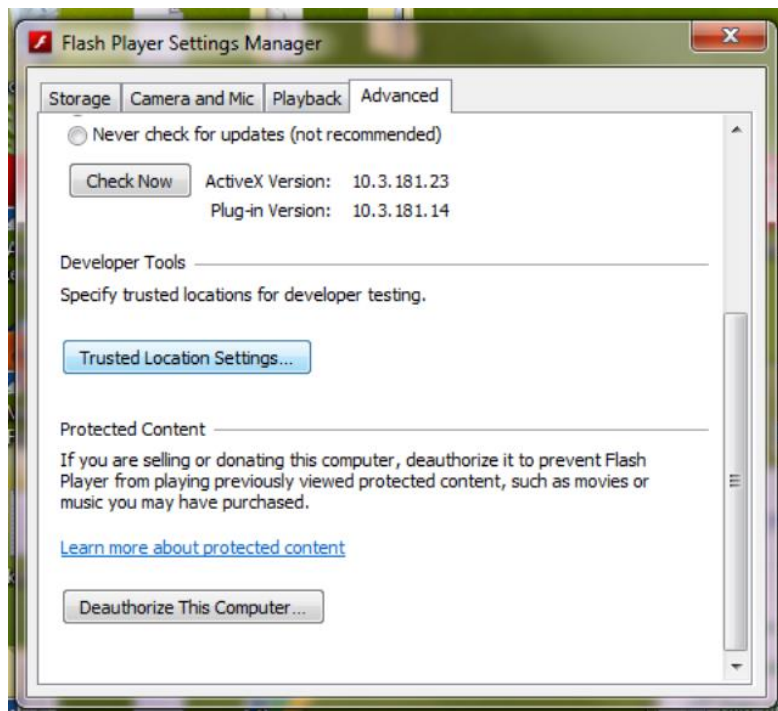 Flash Player Settings Manager
Storage Camera and Mic Playback Advanced
Never check for updates (not recommended)
Check Now ActiveX Version: 10.3.181.23
Plug-in Version: 10.3.181.14
Developer Tools
Specify trusted locations for developer testing.
Trusted Location Settings...
Protected Content
If you are selling or donating this computer, deauthorize it to prevent Flash
Player from playing previously viewed protected content, such as movies or
music you may have purchased.
Learn more about protected content
Deauthorize This Computer...